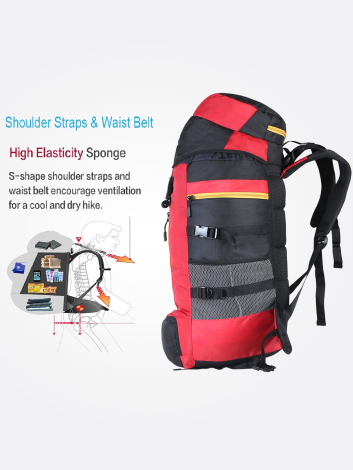 Shoulder Straps & Waist Belt
High Elasticity Sponge
S-shape shoulder straps and
waist belt encourage ventilation
for a cool and dry hike.